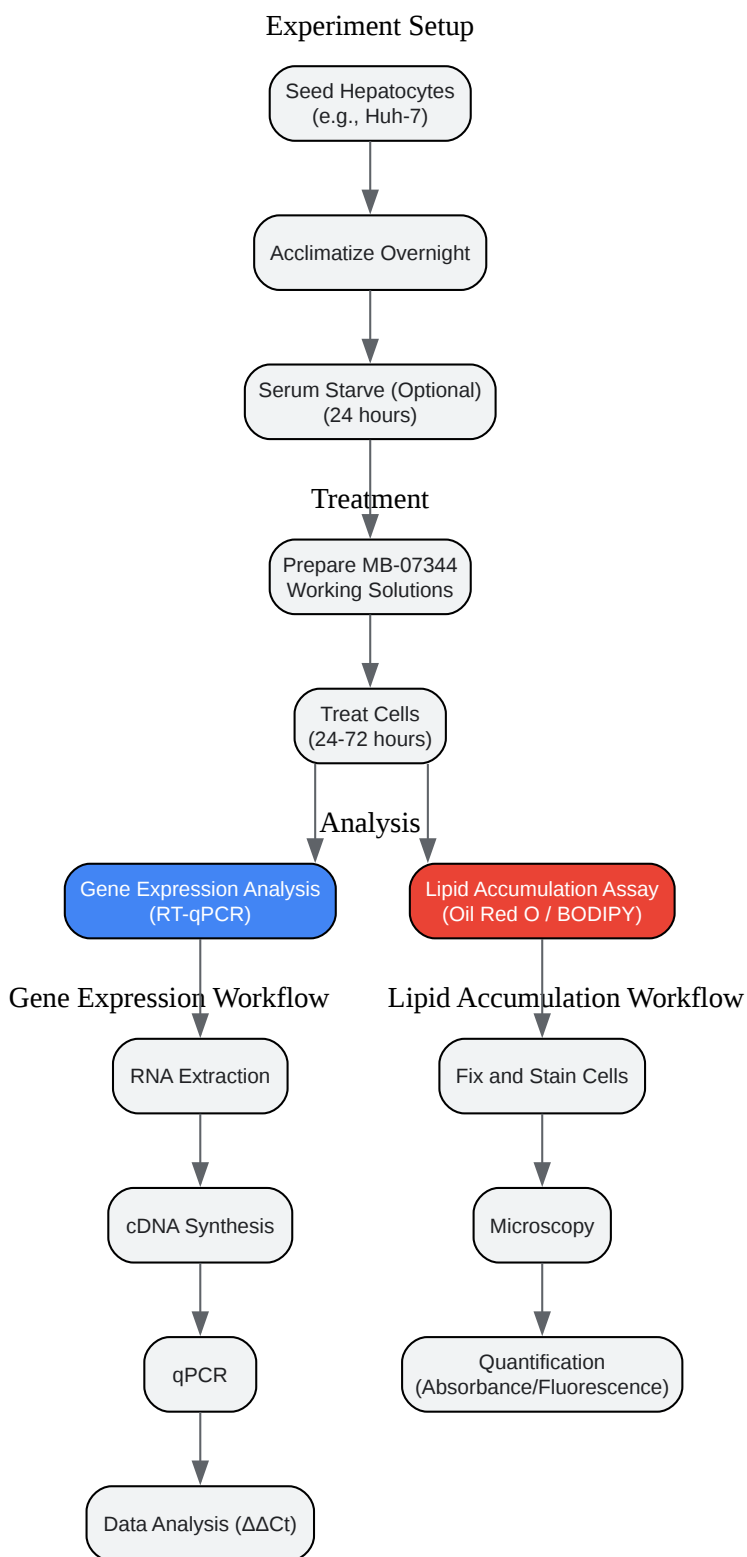 Experiment Setup
Seed Hepatocytes
(e.g., Huh-7)
Acclimatize Overnight
Serum Starve (Optional)
(24 hours)
Treatment
Prepare MB-07344
Working Solutions
Treat Cells
(24-72 hours)
Analysis
Gene Expression Analysis
(RT-qPCR)
Lipid Accumulation Assay
(Oil Red O / BODIPY)
Gene Expression Workflow
Lipid Accumulation Workflow
RNA Extraction
Fix and Stain Cells
cDNA Synthesis
Microscopy
qPCR
Quantification
(Absorbance/Fluorescence)
Data Analysis (ΔΔCt)